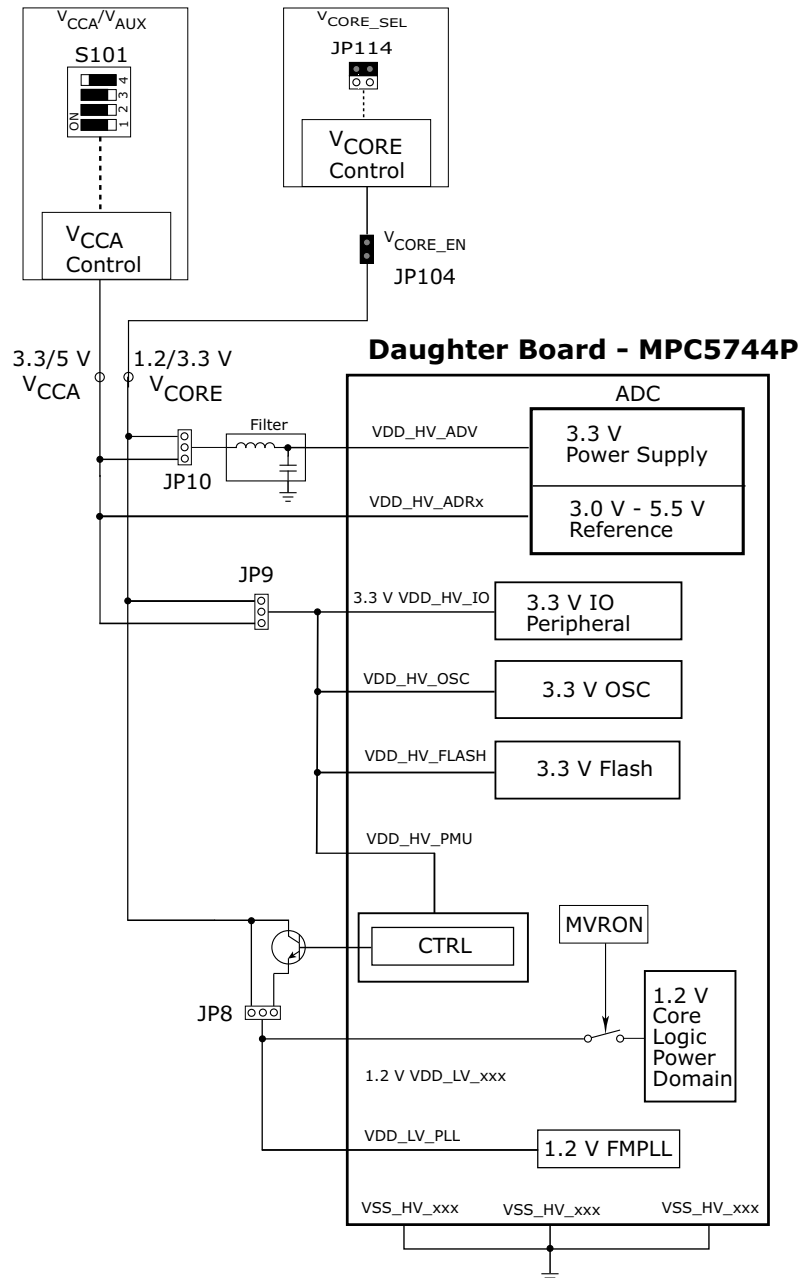 VCCA/VAUX
S101
ON
1 2 3 4
VCCA
Control
VCORE_SEL
JP114
VCORE
Control
VCORE_EN
JP104
3.3/5 V
VCCA
1.2/3.3 V
VCORE
Daughter Board - MPC5744P
ADC
Filter
JP10
VDD_HV_ADV
3.3 V
Power Supply
VDD_HV_ADRx
3.0 V - 5.5 V
Reference
JP9
3.3 V VDD_HV_IO
3.3 V IO
Peripheral
VDD_HV_OSC
3.3 V OSC
VDD_HV_FLASH
3.3 V Flash
VDD_HV_PMU
CTRL
MVRON
JP8
1.2 V
Core
Logic
Power
Domain
1.2 V VDD_LV_xxx
VDD_LV_PLL
1.2 V FMPLL
VSS_HV_xxx
VSS_HV_xxx
VSS_HV_xxx